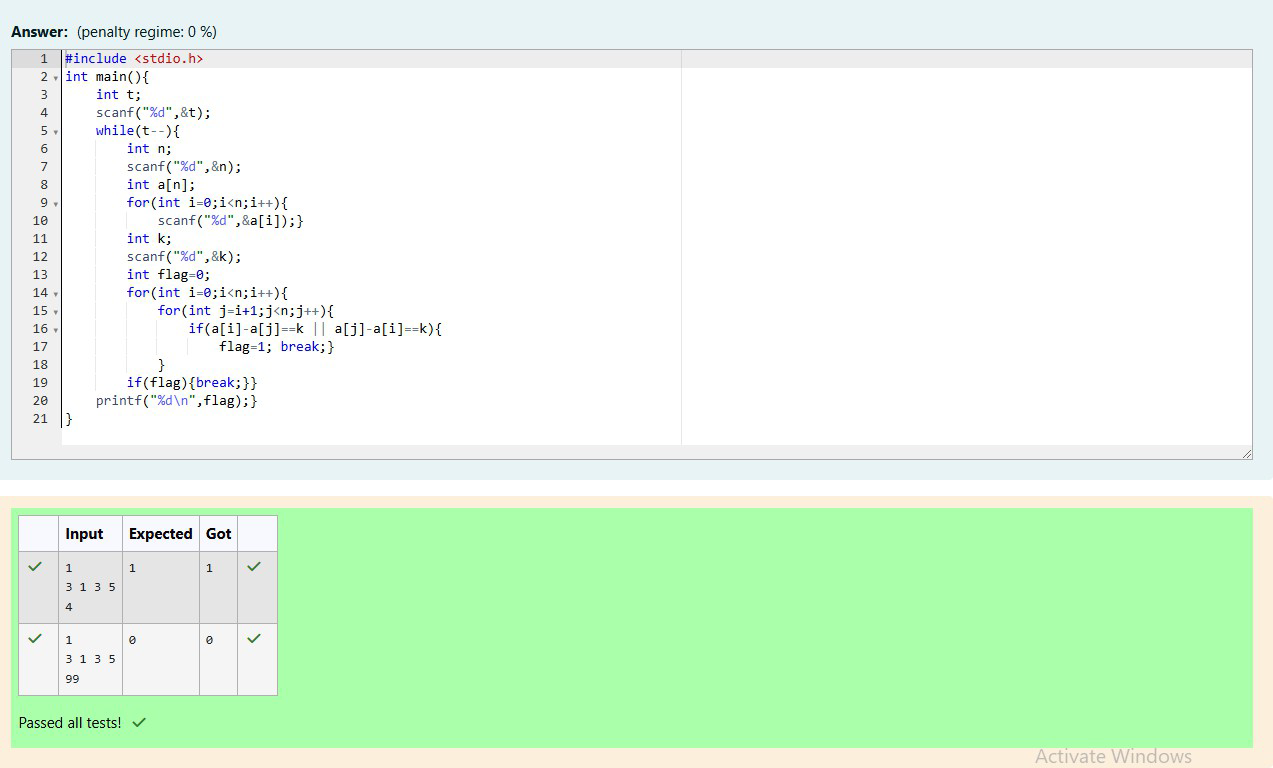 Answer: (penalty regime: 0 %)
1 #include <stdio.h>
2 int main(){
3     int t;
4     scanf("%d",&t);
5     while(t--){
6         int n;
7         scanf("%d",&n);
8         int a[n];
9         for(int i=0;i<n;i++){
10             scanf("%d",&a[i]);}
11         int k;
12         scanf("%d",&k);
13         int flag=0;
14         for(int i=0;i<n;i++){
15             for(int j=i+1;j<n;j++){
16                 if(a[i]-a[j]==k || a[j]-a[i]==k){
17                     flag=1; break;}
18             }
19         if(flag){break;}}
20     printf("%d\n",flag);}
21 }
Input Expected Got
1 1 1
3 1 3 5
4
1 0 0
3 1 3 5
99
Passed all tests!
Activate Windows